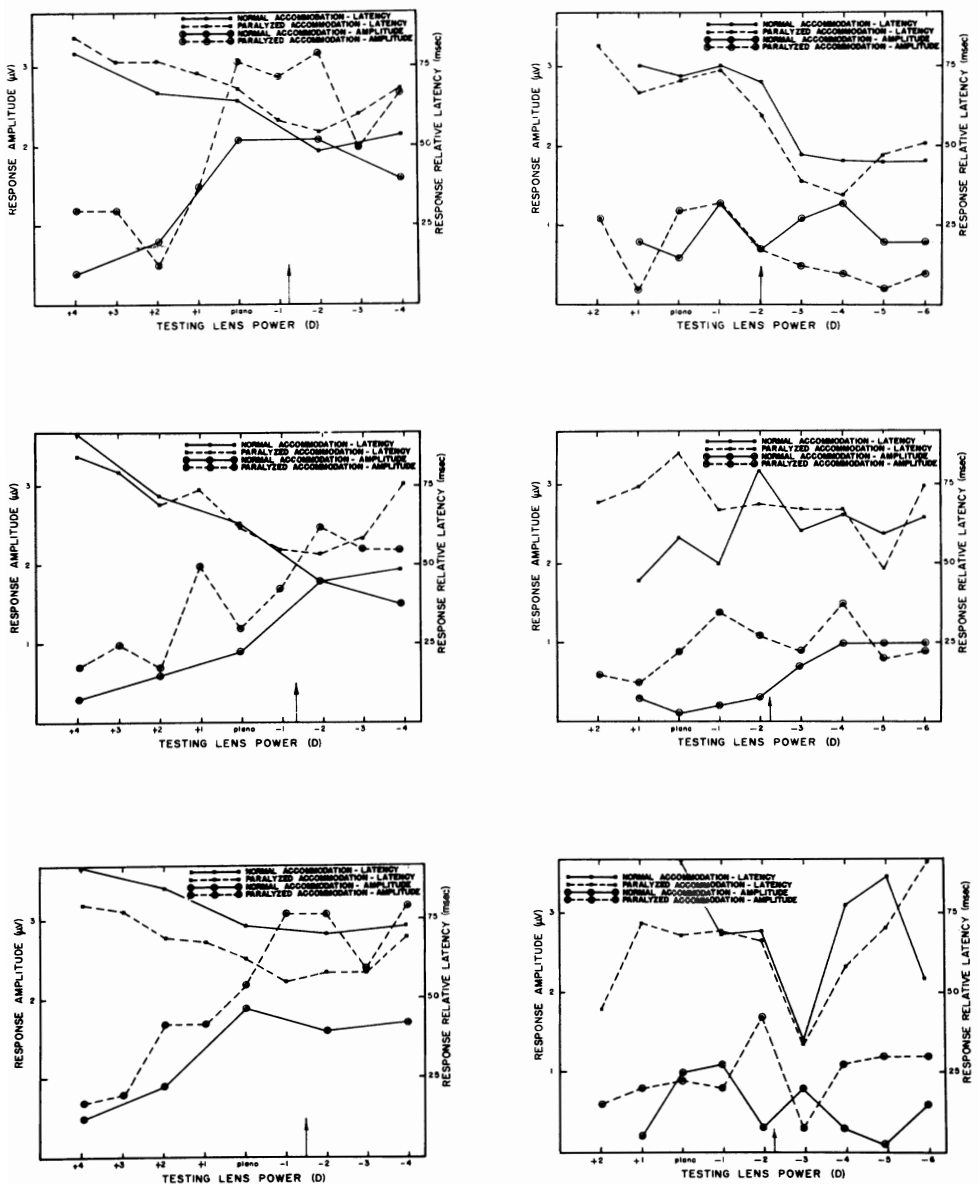 NORMAL ACCOMMODATION - LATENCY
PARALYZED ACCOMMODATION - LATENCY
NORMAL ACCOMMODATION - AMPLITUDE
PARALYZED ACCOMMODATION - AMPLITUDE
RESPONSE AMPLITUDE (μV)
3
2
1
75
50
25
RESPONSE RELATIVE LATENCY (msec)
+4 +3 +2 +1 plano -1 -2 -3 -4
TESTING LENS POWER (D)
NORMAL ACCOMMODATION - LATENCY
PARALYZED ACCOMMODATION - LATENCY
NORMAL ACCOMMODATION - AMPLITUDE
PARALYZED ACCOMMODATION - AMPLITUDE
RESPONSE AMPLITUDE (μV)
3
2
1
75
50
25
RESPONSE RELATIVE LATENCY (msec)
+2 +1 plano -1 -2 -3 -4 -5 -6
TESTING LENS POWER (D)
NORMAL ACCOMMODATION - LATENCY
PARALYZED ACCOMMODATION - LATENCY
NORMAL ACCOMMODATION - AMPLITUDE
PARALYZED ACCOMMODATION - AMPLITUDE
RESPONSE AMPLITUDE (μV)
3
2
1
75
50
25
RESPONSE RELATIVE LATENCY (msec)
+4 +3 +2 +1 plano -1 -2 -3 -4
TESTING LENS POWER (D)
NORMAL ACCOMMODATION - LATENCY
PARALYZED ACCOMMODATION - LATENCY
NORMAL ACCOMMODATION - AMPLITUDE
PARALYZED ACCOMMODATION - AMPLITUDE
RESPONSE AMPLITUDE (μV)
3
2
1
75
50
25
RESPONSE RELATIVE LATENCY (msec)
+2 +1 plano -1 -2 -3 -4 -5 -6
TESTING LENS POWER (D)
NORMAL ACCOMMODATION - LATENCY
PARALYZED ACCOMMODATION - LATENCY
NORMAL ACCOMMODATION - AMPLITUDE
PARALYZED ACCOMMODATION - AMPLITUDE
RESPONSE AMPLITUDE (μV)
3
2
75
50
25
RESPONSE RELATIVE LATENCY (msec)
+4 +3 +2 +1 plano -1 -2 -3 -4
TESTING LENS POWER (D)
NORMAL ACCOMMODATION - LATENCY
PARALYZED ACCOMMODATION - LATENCY
NORMAL ACCOMMODATION - AMPLITUDE
PARALYZED ACCOMMODATION - AMPLITUDE
RESPONSE AMPLITUDE (μV)
3
2
1
75
50
25
RESPONSE RELATIVE LATENCY (msec)
+2 +1 plano -1 -2 -3 -4 -5 -6
TESTING LENS POWER (D)